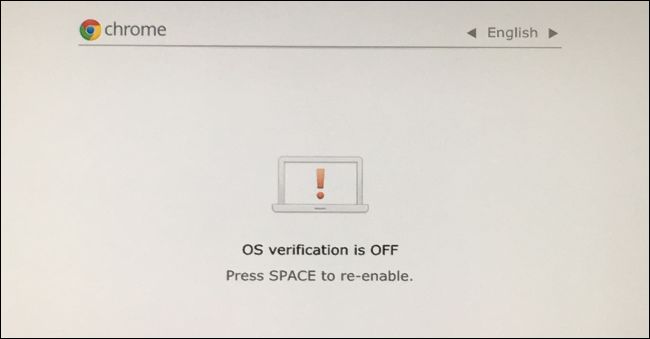 chrome
◀ English ▶
OS verification is OFF
Press SPACE to re-enable.